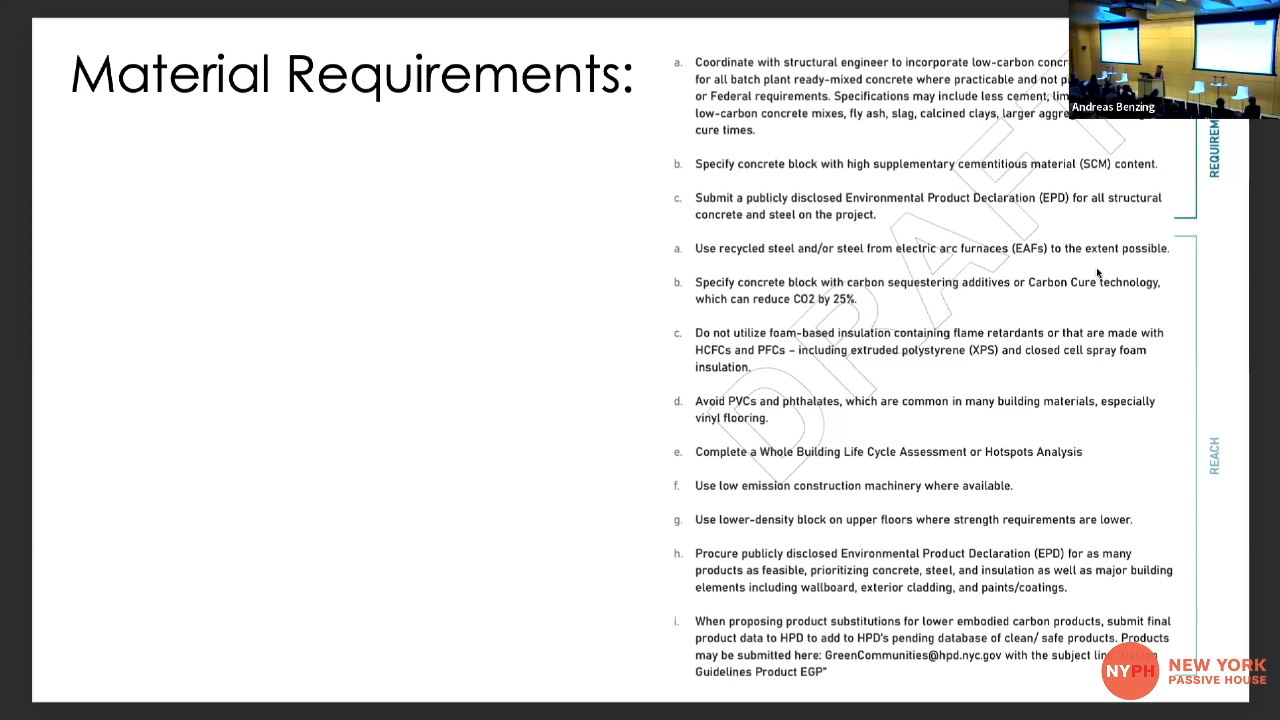 Material Requirements:
a. Coordinate with structural engineer to incorporate low-carbon
for all batch plant ready-mixed concrete where practicable and not
or Federal requirements. Specifications may include less cement,
low-carbon concrete mixes, fly ash, slag, calcined clays, larger
cure times.
b. Specify concrete block with high supplementary cementitious material (SCM) content.
c. Submit a publicly disclosed Environmental Product Declaration (EPD) for all structural
concrete and steel on the project.
a. Use recycled steel and/or steel from electric arc furnaces (EAFs) to the extent possible.
b. Specify concrete block with carbon sequestering additives or Carbon Cure technology,
which can reduce CO2 by 25%.
c. Do not utilize foam-based insulation containing flame retardants or that are made with
HCFCs and PFCs – including extruded polystyrene (XPS) and closed cell spray foam
insulation.
d. Avoid PVCs and phthalates, which are common in many building materials, especially
vinyl flooring.
e. Complete a Whole Building Life Cycle Assessment or Hotspots Analysis
f. Use low emission construction machinery where available.
g. Use lower-density block on upper floors where strength requirements are lower.
h. Procure publicly disclosed Environmental Product Declaration (EPD) for as many
products as feasible, prioritizing concrete, steel, and insulation as well as major building
elements including wallboard, exterior cladding, and paints/coatings.
i. When proposing product substitutions for lower embodied carbon products, submit final
product data to HPD to add to HPD's pending database of clean/ safe products. Products
may be submitted here: GreenCommunities@hpd.nyc.gov with the subject line "Design
Guidelines Product EGP"
REACH
DRAFT
Andreas Benzing
NYPH
NEW YORK
PASSIVE HOUSE